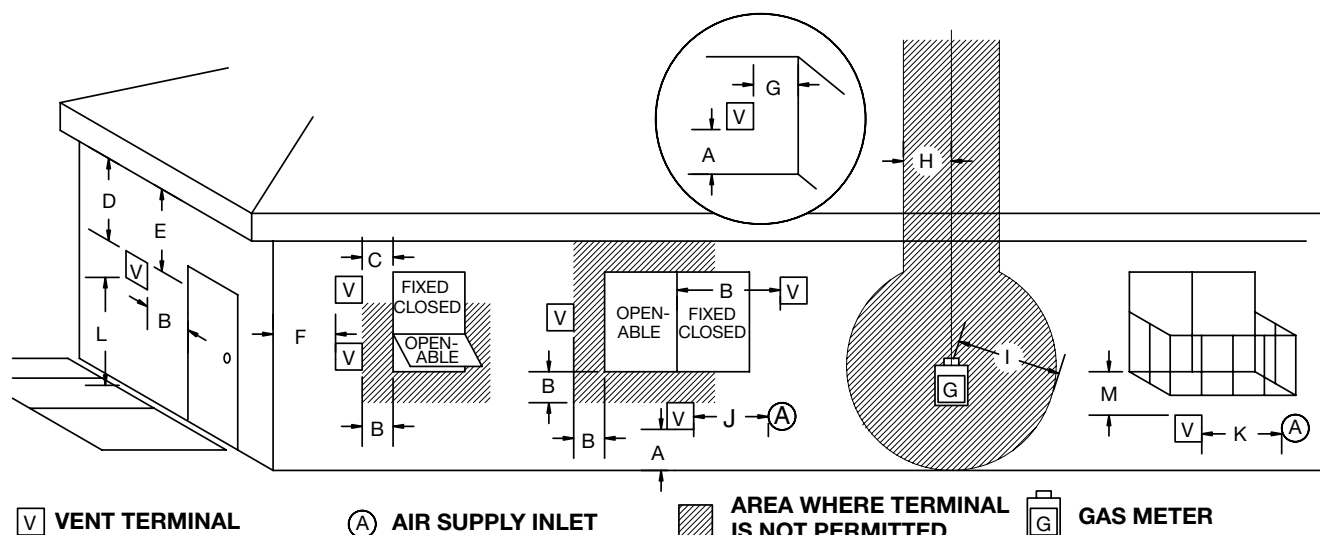 G
V
A
H
D
E
C
V
V
FIXED
CLOSED
B
V
OPEN-
ABLE
FIXED
CLOSED
B
V
L
F
V
OPEN-
ABLE
I
B
G
M
V
J
A
V
K
A
B
B
A
V VENT TERMINAL
A AIR SUPPLY INLET
AREA WHERE TERMINAL
IS NOT PERMITTED
G GAS METER